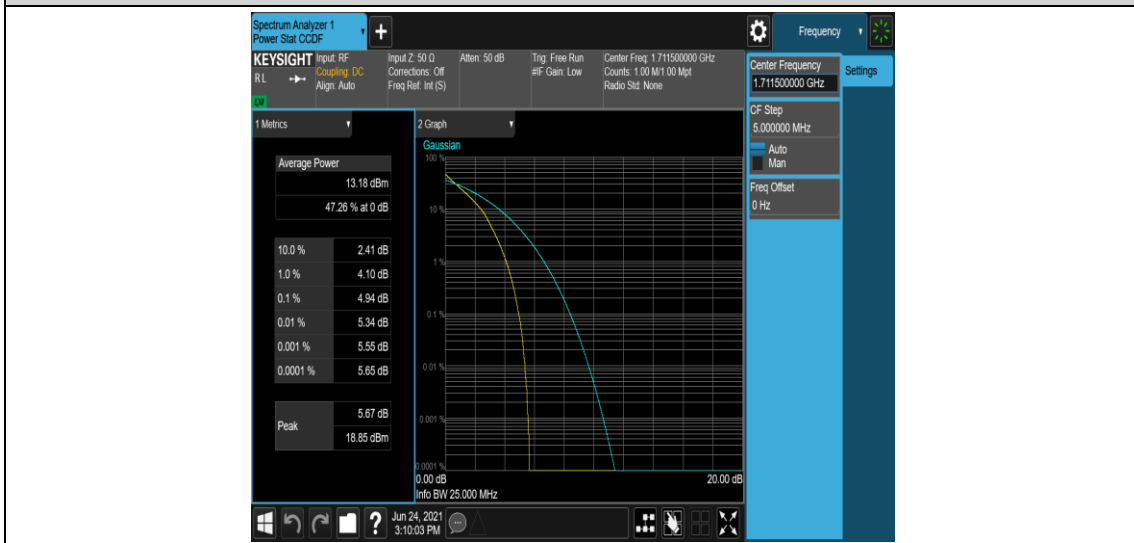 Spectrum Analyzer 1
Power Stat CCDF
+
Frequency
KEYSIGHT
RL
LXI
Input: RF
Coupling: DC
Align: Auto
Input Z: 50 Ω
Corrections: Off
Freq Ref: Int (S)
Atten: 50 dB
Trig: Free Run
#IF Gain: Low
Center Freq: 1.711500000 GHz
Counts: 1.00 M/1.00 Mpt
Radio Std: None
Center Frequency
1.711500000 GHz
Settings
CF Step
5.000000 MHz
Auto
Man
Freq Offset
0 Hz
1 Metrics
Average Power
13.18 dBm
47.26 % at 0 dB
10.0 % 2.41 dB
1.0 % 4.10 dB
0.1 % 4.94 dB
0.01 % 5.34 dB
0.001 % 5.55 dB
0.0001 % 5.65 dB
Peak
5.67 dB
18.85 dBm
2 Graph
Gaussian
100 %
10 %
1 %
0.1 %
0.01 %
0.001 %
0.0001 %
0.00 dB 20.00 dB
Info BW 25.000 MHz
?
Jun 24, 2021
3:10:03 PM